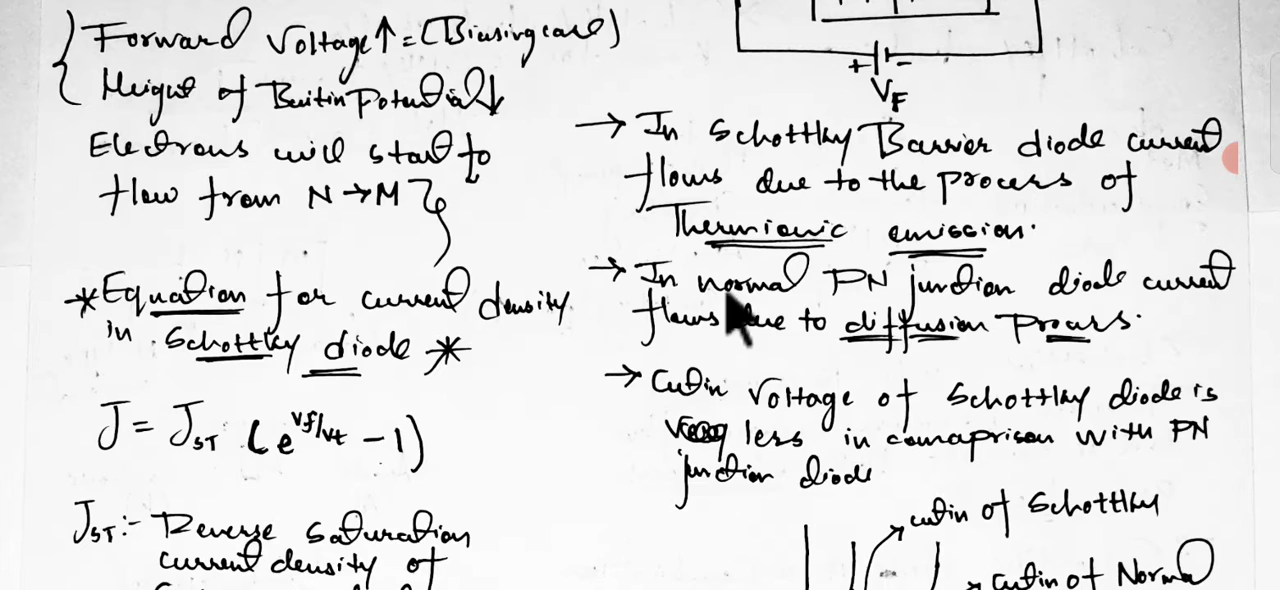 Forward Voltage↑ = (Biasing case)
Height of Builtin Potential↓
Electrons will start to
flow from N→M
*Equation for current density
in Schottky diode *
J = J_ST (e^Vf/Vt - 1)
J_ST :- Reverse saturation
current density of
+ -
V_F
→ In Schottky Barrier diode current
flows due to the process of
Thermionic emission.
→ In normal PN junction diode current
flows due to diffusion process.
→ Cutin Voltage of Schottky diode is
very less in comaprison with PN
junction diode
cutin of Schottky
Cutin of Normal